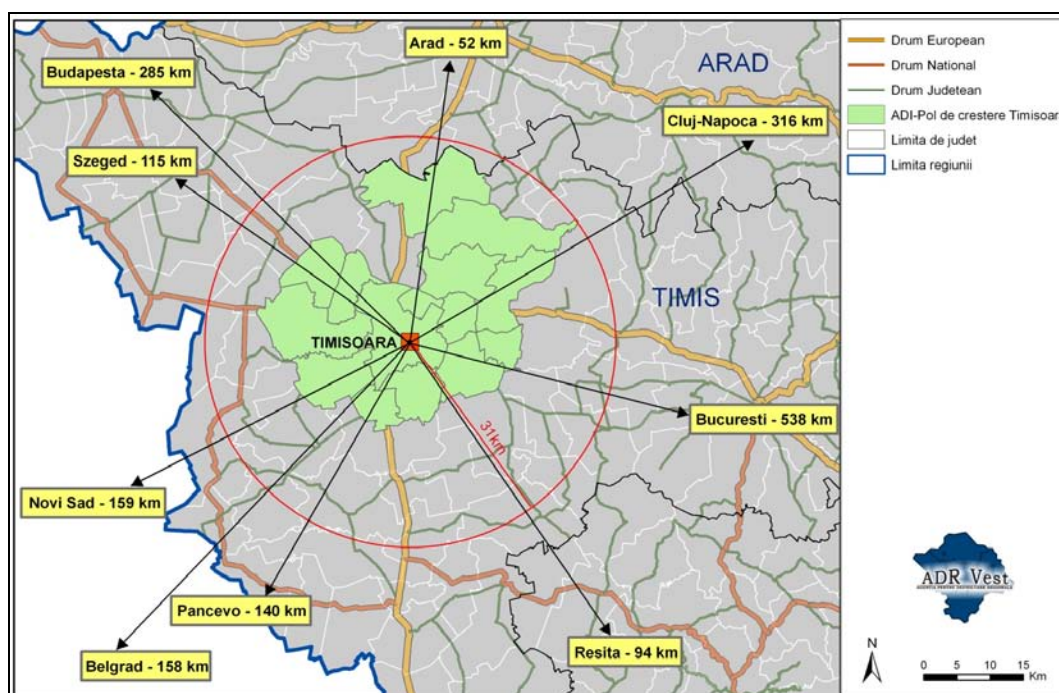 Arad - 52 km
Budapesta - 285 km
ARAD
Cluj-Napoca - 316 km
Szeged - 115 km
TIMIS
TIMISOARA
Bucuresti - 538 km
31km
Novi Sad - 159 km
Pancevo - 140 km
Belgrad - 158 km
Resita - 94 km
Drum European
Drum National
Drum Judetean
ADI-Pol de crestere Timisoar
Limita de judet
Limita regiunii
ADR Vest
N
0 5 10 15
Km